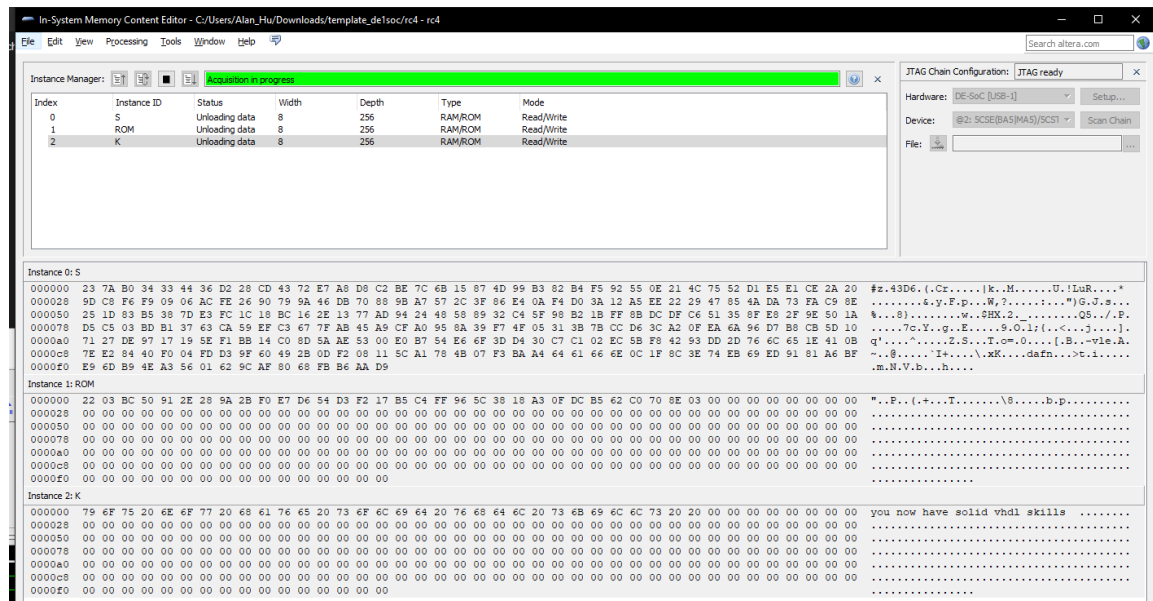 In-System Memory Content Editor - C:/Users/Alan_Hu/Downloads/template_de1soc/rc4 - rc4
File Edit View Processing Tools Window Help
Search altera.com
Instance Manager:
Acquisition in progress
JTAG Chain Configuration: JTAG ready
Index Instance ID Status Width Depth Type Mode
0 S Unloading data 8 256 RAM/ROM Read/Write
1 ROM Unloading data 8 256 RAM/ROM Read/Write
2 K Unloading data 8 256 RAM/ROM Read/Write
Hardware: DE-SoC [USB-1] Setup...
Device: @2: 5CSE(BA5|MA5)/5CST Scan Chain
File: ...
Instance 0: S
000000 23 7A B0 34 33 44 36 D2 28 CD 43 72 E7 A8 D8 C2 BE 7C 6B 15 87 4D 99 B3 82 B4 F5 92 55 0E 21 4C 75 52 D1 E5 E1 CE 2A 20 #z.43D6.(.Cr.....|k..M......U.!LuR....*
000028 9D C8 F6 F9 09 06 AC FE 26 90 79 9A 46 DB 70 88 9B A7 57 2C 3F 86 E4 0A F4 D0 3A 12 A5 EE 22 29 47 85 4A DA 73 FA C9 8E ........&.y.F.p...W,?.....:...")G.J.s...
000050 25 1D 83 B5 38 7D E3 FC 1C 18 BC 16 2E 13 77 AD 94 24 48 58 89 32 C4 5F 98 B2 1B FF 8B DC DF C6 51 35 8F E8 2F 9E 50 1A %...8}........w..$HX.2._........Q5../.P.
000078 D5 C5 03 BD B1 37 63 CA 59 EF C3 67 7F AB 45 A9 CF A0 95 8A 39 F7 4F 05 31 3B 7B CC D6 3C A2 0F EA 6A 96 D7 B8 CB 5D 10 .....7c.Y..g..E.....9.O.1;{..<...j....].
0000a0 71 27 DE 97 17 19 5E F1 BB 14 C0 8D 5A AE 53 00 E0 B7 54 E6 6F 3D D4 30 C7 C1 02 EC 5B F8 42 93 DD 2D 76 6C 65 1E 41 0B q'....^.....Z.S...T.o=.0....[.B..-vle.A.
0000c8 7E E2 84 40 F0 04 FD D3 9F 60 49 2B 0D F2 08 11 5C A1 78 4B 07 F3 BA A4 64 61 66 6E 0C 1F 8C 3E 74 EB 69 ED 91 81 A6 BF ~..@.....`I+....\.xK....dafn...>t.i.....
0000f0 E9 6D B9 4E A3 56 01 62 9C AF 80 68 FB B6 AA D9 .m.N.V.b...h....
Instance 1: ROM
000000 22 03 BC 50 91 2E 28 9A 2B F0 E7 D6 54 D3 F2 17 B5 C4 FF 96 5C 38 18 A3 0F DC B5 62 C0 70 8E 03 00 00 00 00 00 00 00 00 "..P..(.+...T.......\8.....b.p..........
000028 00 00 00 00 00 00 00 00 00 00 00 00 00 00 00 00 00 00 00 00 00 00 00 00 00 00 00 00 00 00 00 00 00 00 00 00 00 00 00 00 ........................................
000050 00 00 00 00 00 00 00 00 00 00 00 00 00 00 00 00 00 00 00 00 00 00 00 00 00 00 00 00 00 00 00 00 00 00 00 00 00 00 00 00 ........................................
000078 00 00 00 00 00 00 00 00 00 00 00 00 00 00 00 00 00 00 00 00 00 00 00 00 00 00 00 00 00 00 00 00 00 00 00 00 00 00 00 00 ........................................
0000a0 00 00 00 00 00 00 00 00 00 00 00 00 00 00 00 00 00 00 00 00 00 00 00 00 00 00 00 00 00 00 00 00 00 00 00 00 00 00 00 00 ........................................
0000c8 00 00 00 00 00 00 00 00 00 00 00 00 00 00 00 00 00 00 00 00 00 00 00 00 00 00 00 00 00 00 00 00 00 00 00 00 00 00 00 00 ........................................
0000f0 00 00 00 00 00 00 00 00 00 00 00 00 00 00 00 00 ................
Instance 2: K
000000 79 6F 75 20 6E 6F 77 20 68 61 76 65 20 73 6F 6C 69 64 20 76 68 64 6C 20 73 6B 69 6C 6C 73 20 20 00 00 00 00 00 00 00 00 you now have solid vhdl skills  ........
000028 00 00 00 00 00 00 00 00 00 00 00 00 00 00 00 00 00 00 00 00 00 00 00 00 00 00 00 00 00 00 00 00 00 00 00 00 00 00 00 00 ........................................
000050 00 00 00 00 00 00 00 00 00 00 00 00 00 00 00 00 00 00 00 00 00 00 00 00 00 00 00 00 00 00 00 00 00 00 00 00 00 00 00 00 ........................................
000078 00 00 00 00 00 00 00 00 00 00 00 00 00 00 00 00 00 00 00 00 00 00 00 00 00 00 00 00 00 00 00 00 00 00 00 00 00 00 00 00 ........................................
0000a0 00 00 00 00 00 00 00 00 00 00 00 00 00 00 00 00 00 00 00 00 00 00 00 00 00 00 00 00 00 00 00 00 00 00 00 00 00 00 00 00 ........................................
0000c8 00 00 00 00 00 00 00 00 00 00 00 00 00 00 00 00 00 00 00 00 00 00 00 00 00 00 00 00 00 00 00 00 00 00 00 00 00 00 00 00 ........................................
0000f0 00 00 00 00 00 00 00 00 00 00 00 00 00 00 00 00 ................